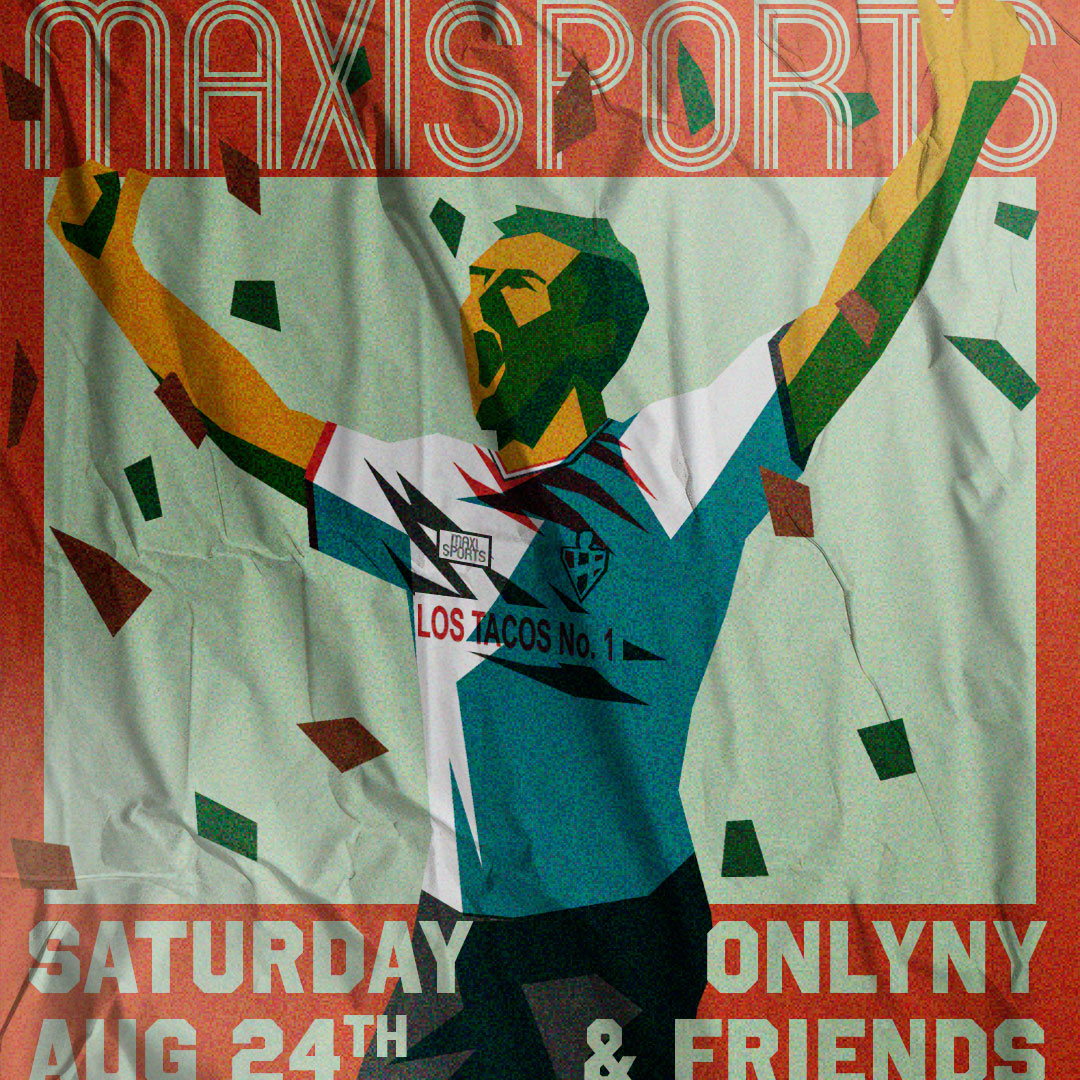 MAXISPORTS
MAXI
SPORTS
LOS TACOS No. 1
SATURDAY
ONLYNY
AUG 24TH
& FRIENDS